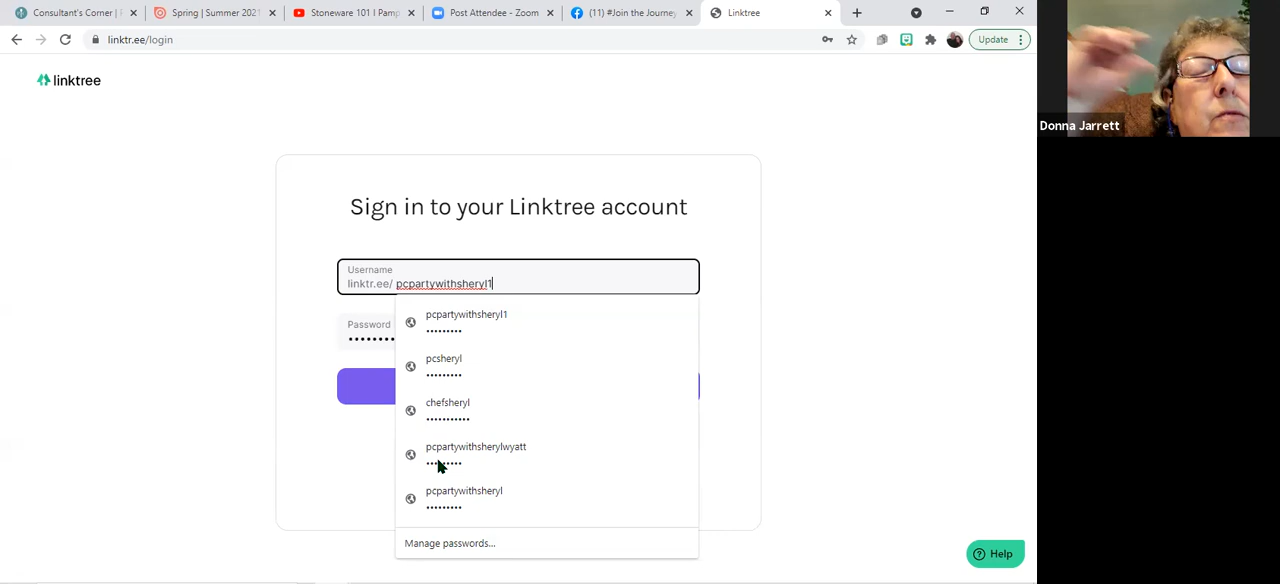 Consultant's Corner |
Spring | Summer 2021
Stoneware 101 I Pamp
Post Attendee - Zoom
(11) #Join the Journey
Linktree
linktr.ee/login
Update
linktree
Donna Jarrett
Sign in to your Linktree account
Username
linktr.ee/ pcpartywithsheryl1
Password
pcpartywithsheryl1
pcsheryl
chefsheryl
pcpartywithsherylwyatt
pcpartywithsheryl
Manage passwords...
Help